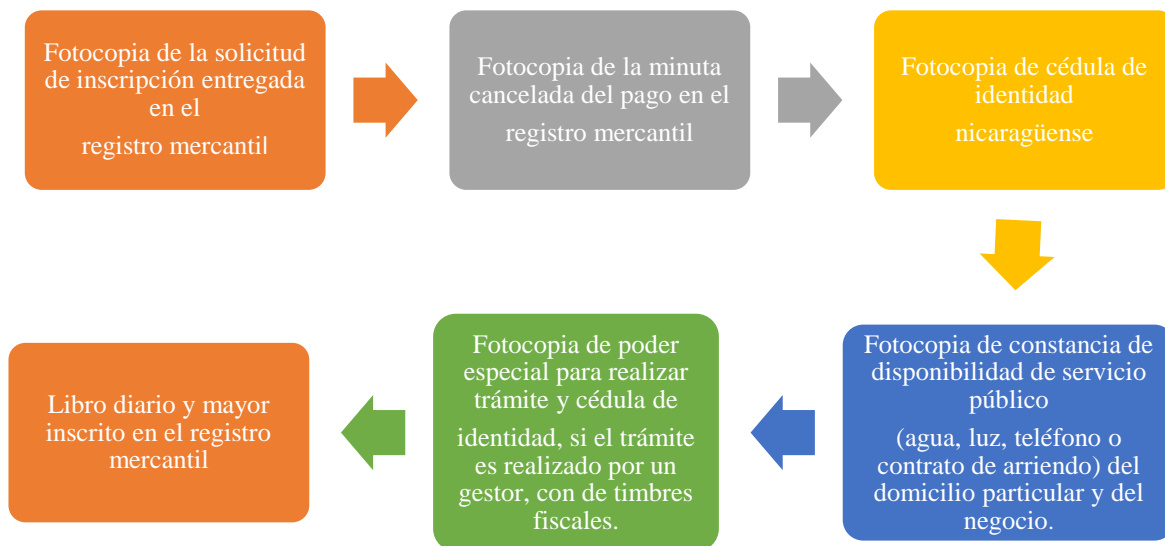 Fotocopia de la solicitud
de inscripción entregada
en el
registro mercantil
Fotocopia de la minuta
cancelada del pago en el
registro mercantil
Fotocopia de cédula de
identidad
nicaragüense
Fotocopia de constancia de
disponibilidad de servicio
público
(agua, luz, teléfono o
contrato de arriendo) del
domicilio particular y del
negocio.
Fotocopia de poder
especial para realizar
trámite y cédula de
identidad, si el trámite
es realizado por un
gestor, con de timbres
fiscales.
Libro diario y mayor
inscrito en el registro
mercantil